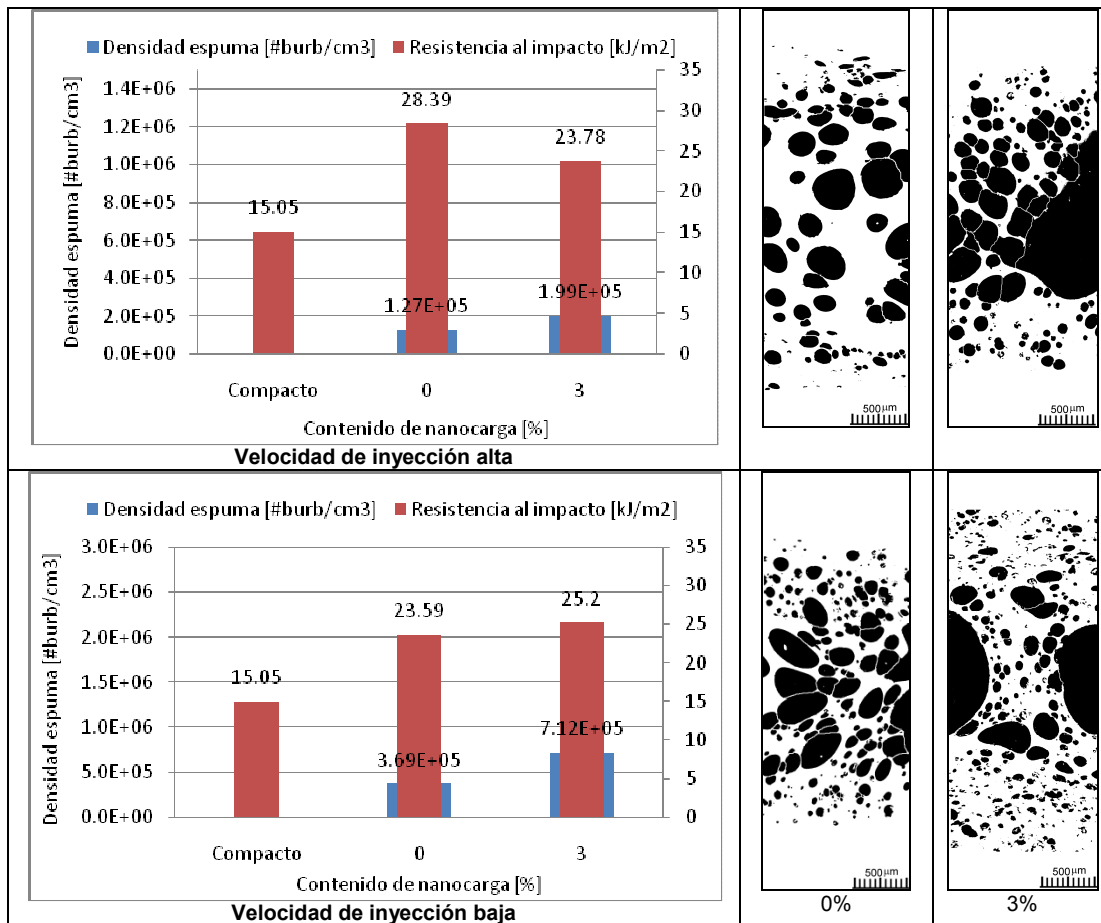 Densidad espuma [#burb/cm3] Resistencia al impacto [kJ/m2]
Densidad espuma [#burb/cm3]
1.4E+06
1.2E+06
1.0E+06
8.0E+05
6.0E+05
4.0E+05
2.0E+05
0.0E+00
15.05
28.39
23.78
1.27E+05
1.99E+05
35
30
25
20
15
10
5
0
Compacto 0 3
Contenido de nanocarga [%]
Velocidad de inyección alta
500µm
500µm
Densidad espuma [#burb/cm3] Resistencia al impacto [kJ/m2]
Densidad espuma [#burb/cm3]
3.0E+06
2.5E+06
2.0E+06
1.5E+06
1.0E+06
5.0E+05
0.0E+00
15.05
23.59
25.2
3.69E+05
7.12E+05
35
30
25
20
15
10
5
0
Compacto 0 3
Contenido de nanocarga [%]
Velocidad de inyección baja
500µm
500µm
0% 3%